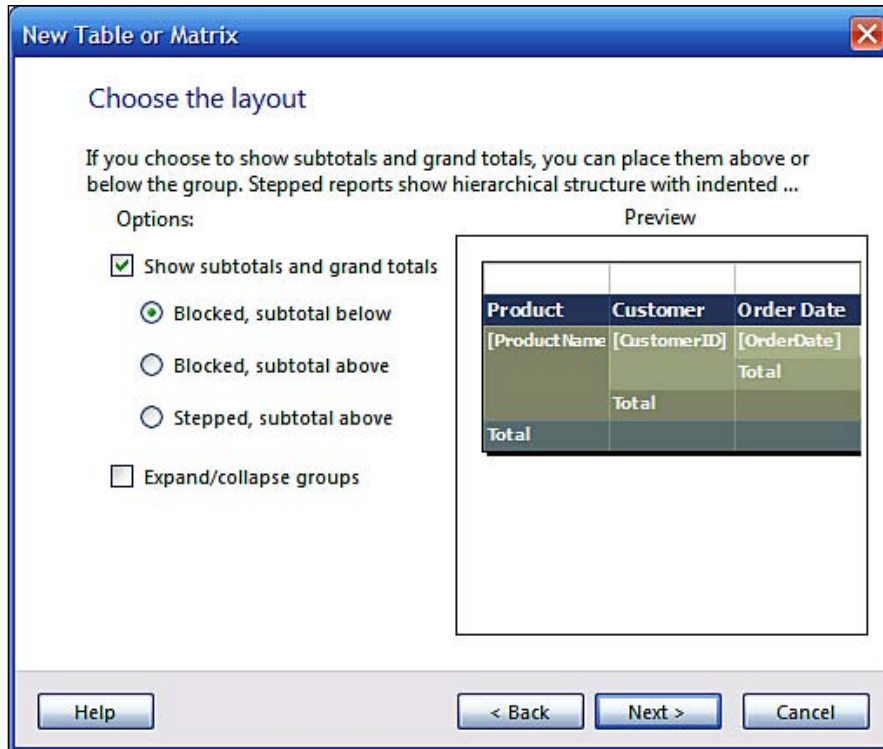 New Table or Matrix
Choose the layout
If you choose to show subtotals and grand totals, you can place them above or
below the group. Stepped reports show hierarchical structure with indented ...
Options:
Preview
Show subtotals and grand totals
Blocked, subtotal below
Blocked, subtotal above
Stepped, subtotal above
Expand/collapse groups
Product Customer Order Date
[ProductName [CustomerID] [OrderDate]
Total
Total
Total
Help < Back Next > Cancel